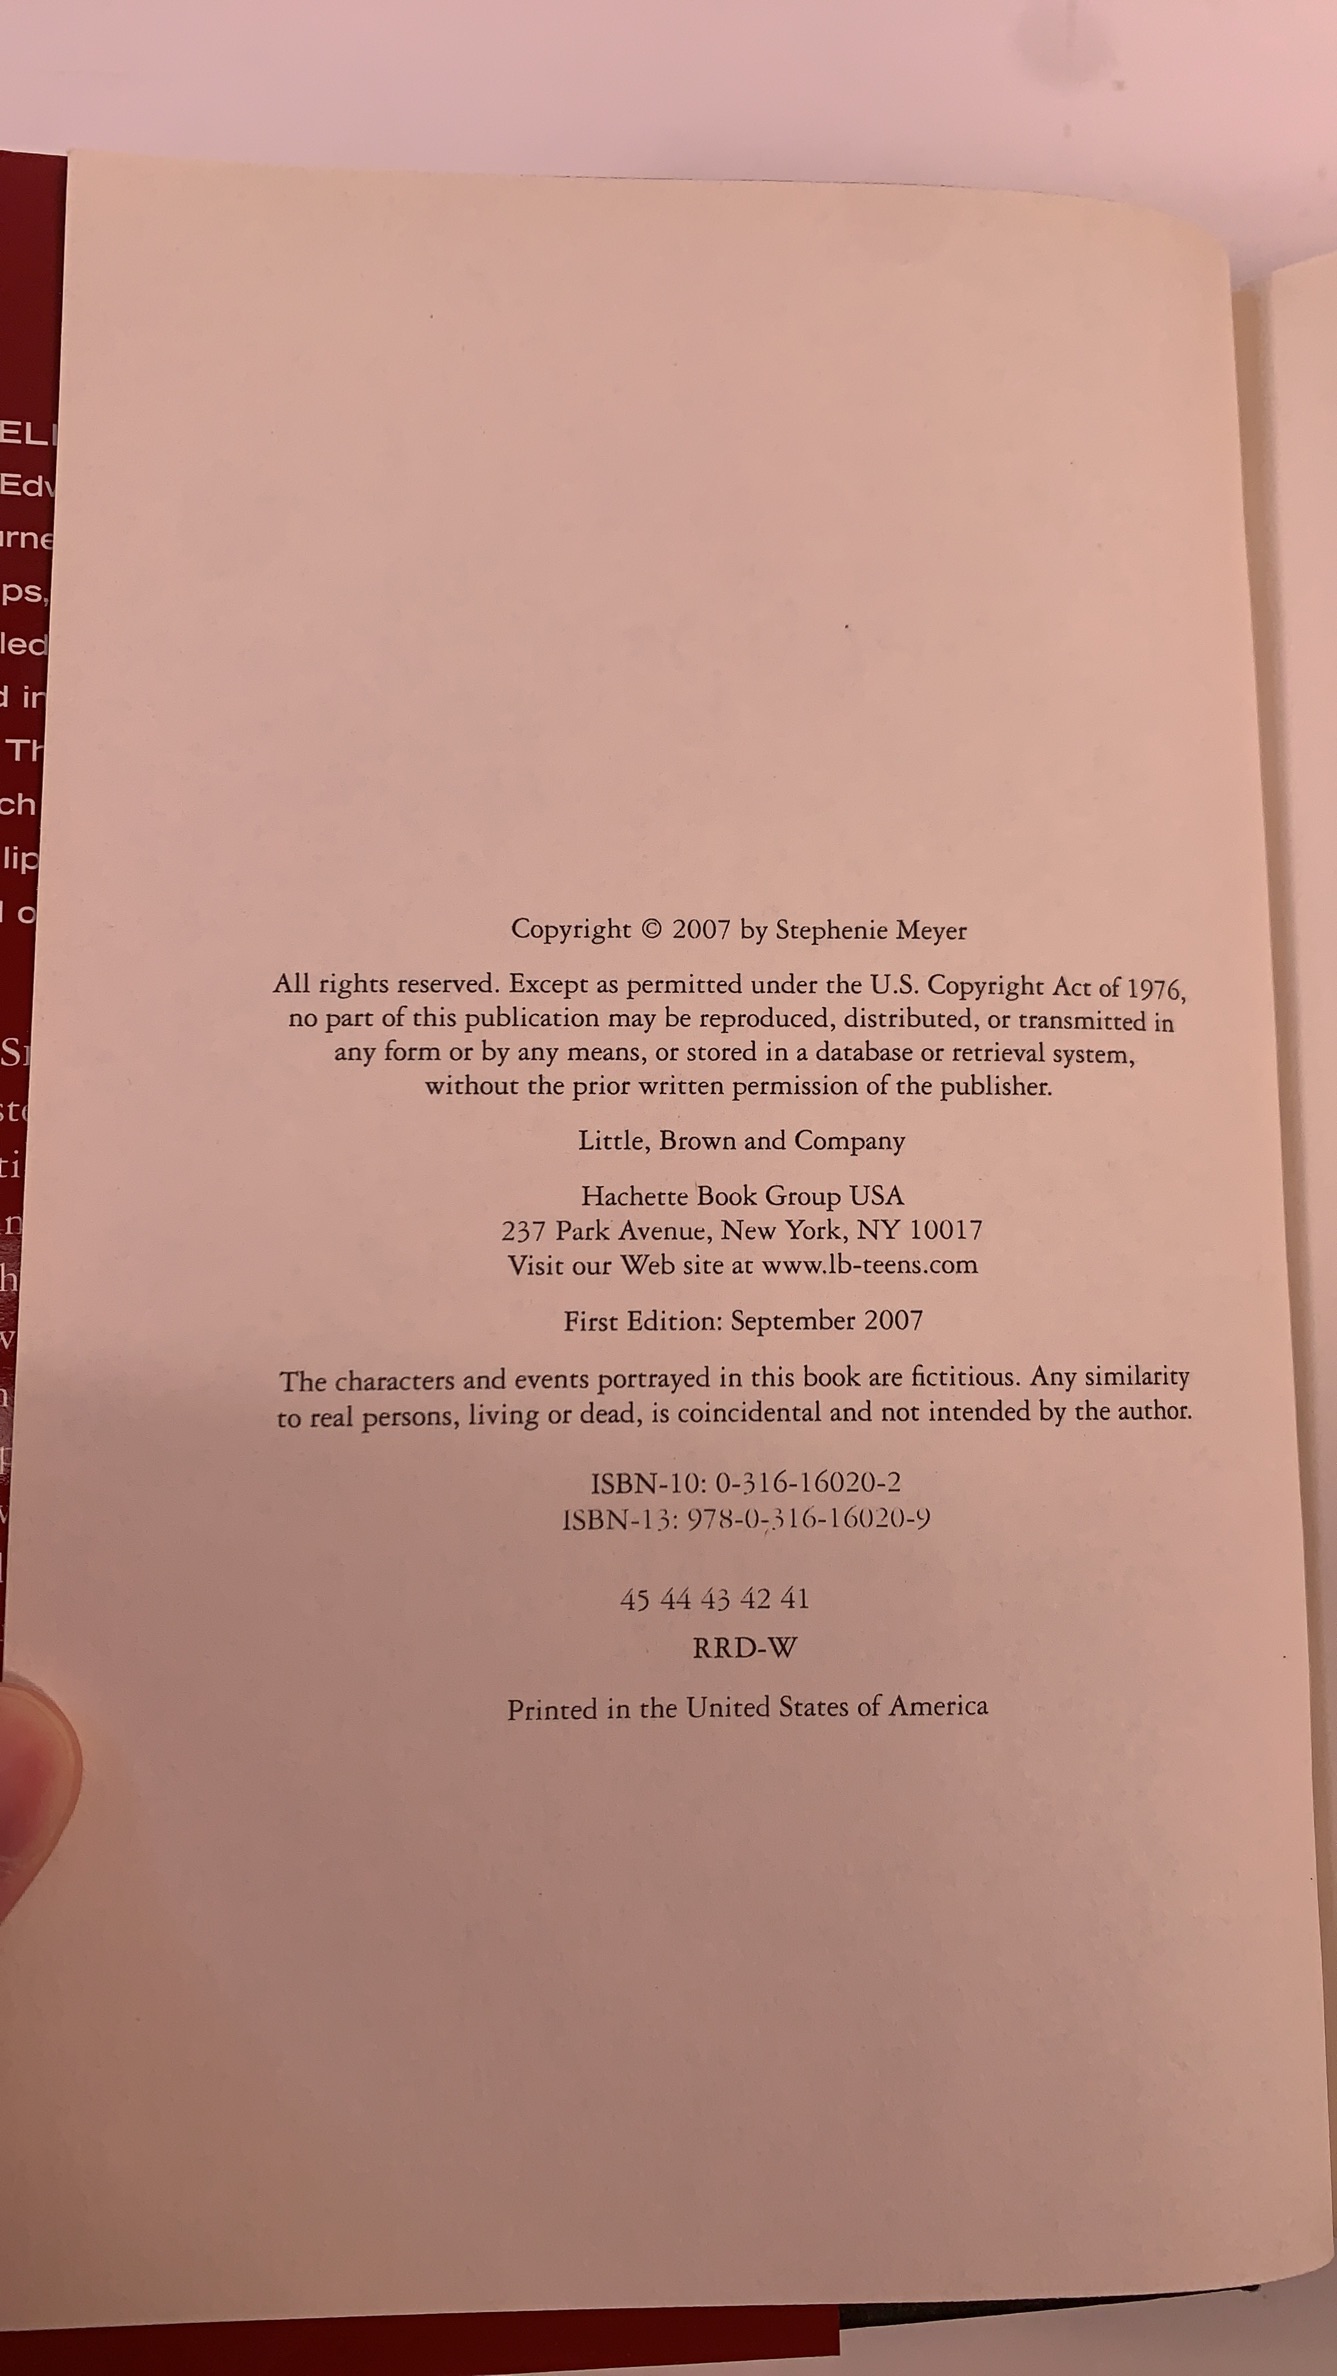 Copyright © 2007 by Stephenie Meyer
All rights reserved. Except as permitted under the U.S. Copyright Act of 1976,
no part of this publication may be reproduced, distributed, or transmitted in
any form or by any means, or stored in a database or retrieval system,
without the prior written permission of the publisher.
Little, Brown and Company
Hachette Book Group USA
237 Park Avenue, New York, NY 10017
Visit our Web site at www.lb-teens.com
First Edition: September 2007
The characters and events portrayed in this book are fictitious. Any similarity
to real persons, living or dead, is coincidental and not intended by the author.
ISBN-10: 0-316-16020-2
ISBN-13: 978-0-316-16020-9
45 44 43 42 41
RRD-W
Printed in the United States of America